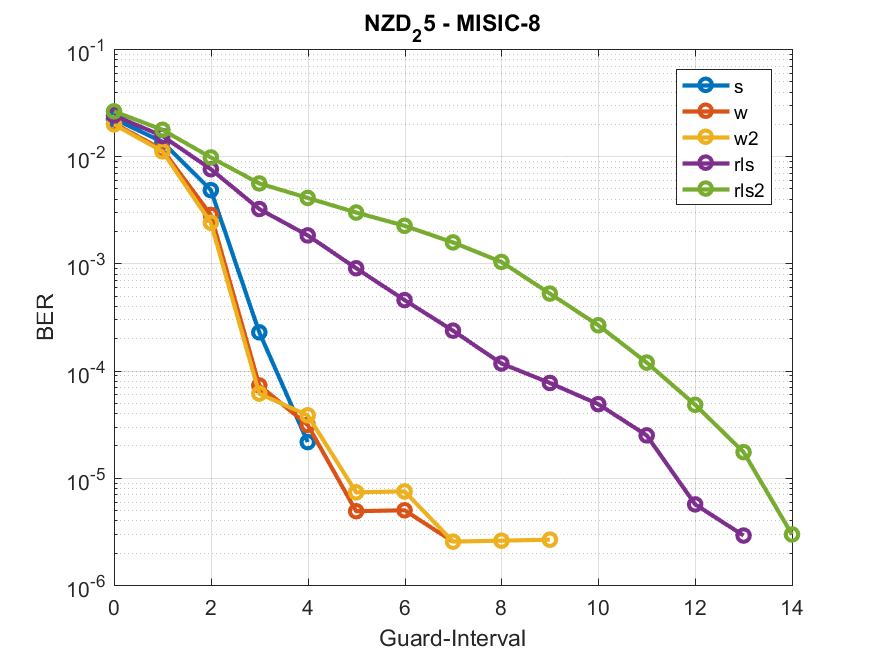 NZD₂5 - MISIC-8
10⁻¹
10⁻²
10⁻³
10⁻⁴
10⁻⁵
10⁻⁶
BER
s
w
w2
rls
rls2
0 2 4 6 8 10 12 14
Guard-Interval